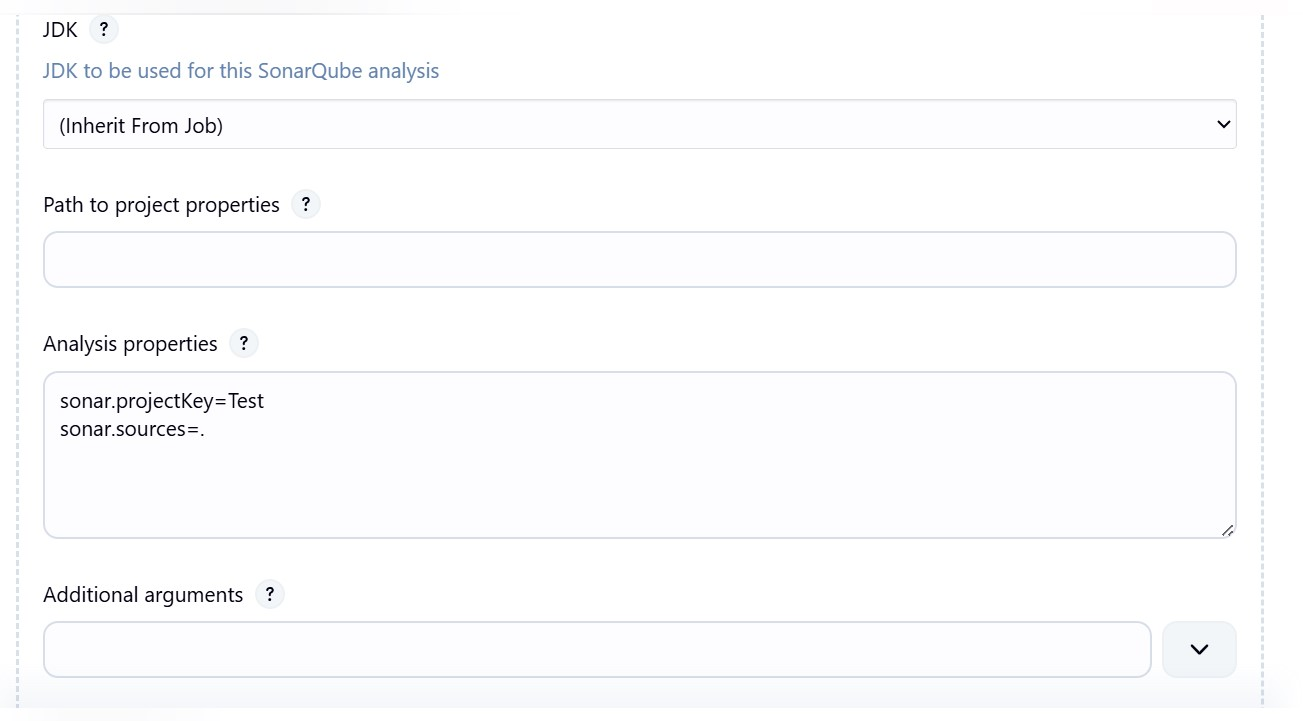 JDK ?
JDK to be used for this SonarQube analysis
(Inherit From Job)
Path to project properties ?
Analysis properties ?
sonar.projectKey=Test
sonar.sources=.
Additional arguments ?